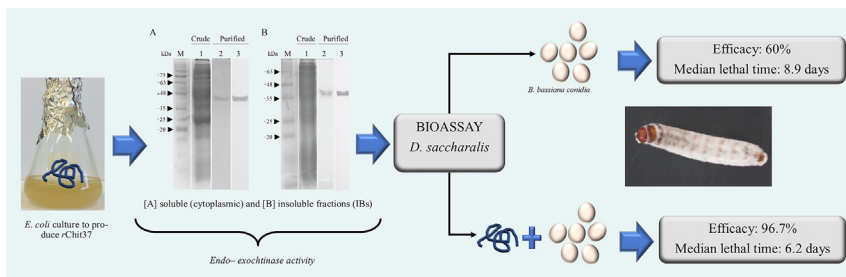 A
Crude
Purified
B
Crude
Purified
kDa
M
1
2
3
kDa
M
1
2
3
-75
-63
-48
-35
-25
-20
-63
-48
-35
-25
-20
E. coli culture to pro-
duce rChit37
[A] soluble (cytoplasmic) and [B] insoluble fractions (IBs)
Endo– exochtinase activity
BIOASSAY
D. saccharalis
B. bassiana conidia
Efficacy: 60%
Median lethal time: 8.9 days
Efficacy: 96.7%
Median lethal time: 6.2 days